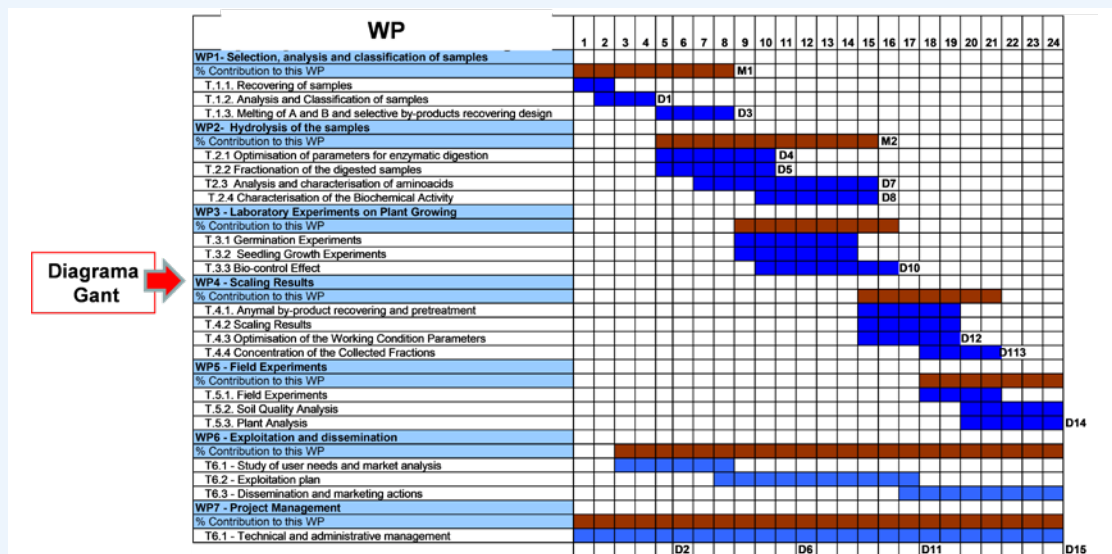 WP
1 2 3 4 5 6 7 8 9 10 11 12 13 14 15 16 17 18 19 20 21 22 23 24
WP1- Selection, analysis and classification of samples
% Contribution to this WP M1
T.1.1. Recovering of samples
T.1.2. Analysis and Classification of samples D1
T.1.3. Melting of A and B and selective by-products recovering design D3
WP2- Hydrolysis of the samples
% Contribution to this WP M2
T.2.1 Optimisation of parameters for enzymatic digestion D4
T.2.2 Fractionation of the digested samples D5
T2.3 Analysis and characterisation of aminoacids D7
T.2.4 Characterisation of the Biochemical Activity D8
WP3 - Laboratory Experiments on Plant Growing
% Contribution to this WP
T.3.1 Germination Experiments
T.3.2 Seedling Growth Experiments
T.3.3 Bio-control Effect D10
Diagrama
Gant
WP4 - Scaling Results
% Contribution to this WP
T.4.1. Anymal by-product recovering and pretreatment
T.4.2 Scaling Results
T.4.3 Optimisation of the Working Condition Parameters D12
T.4.4 Concentration of the Collected Fractions D113
WP5 - Field Experiments
% Contribution to this WP
T.5.1. Field Experiments
T.5.2. Soil Quality Analysis
T.5.3. Plant Analysis D14
WP6 - Exploitation and dissemination
% Contribution to this WP
T6.1 - Study of user needs and market analysis
T6.2 - Exploitation plan
T6.3 - Dissemination and marketing actions
WP7 - Project Management
% Contribution to this WP
T6.1 - Technical and administrative management
D2 D6 D11 D15